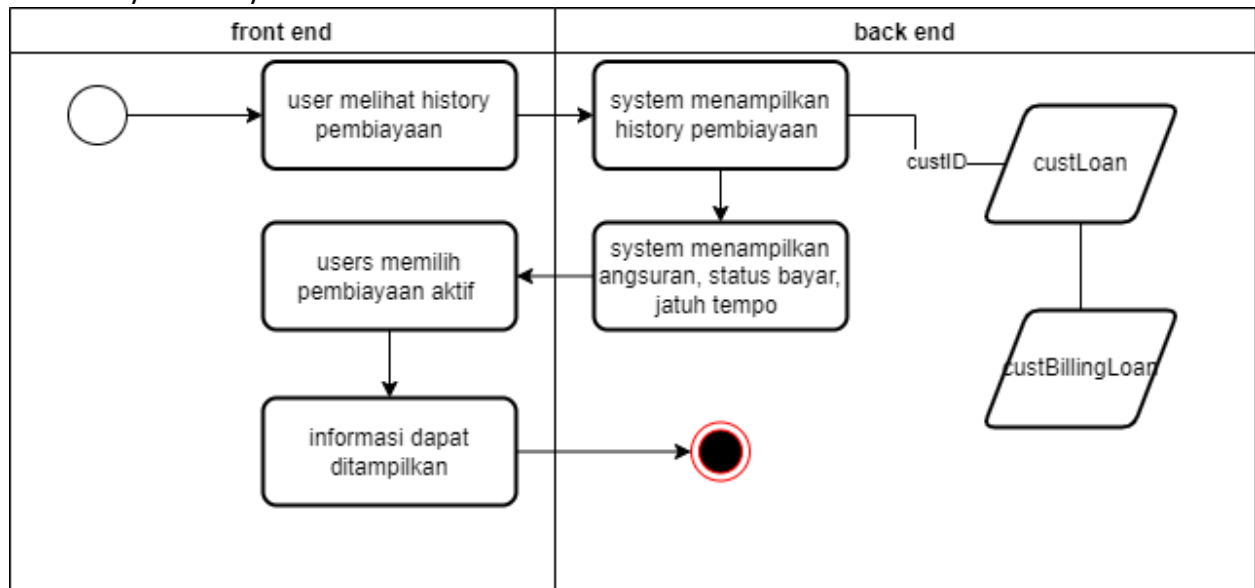 front end
back end
user melihat history
pembiayaan
system menampilkan
history pembiayaan
custID
custLoan
users memilih
pembiayaan aktif
system menampilkan
angsuran, status bayar,
jatuh tempo
custBillingLoan
informasi dapat
ditampilkan